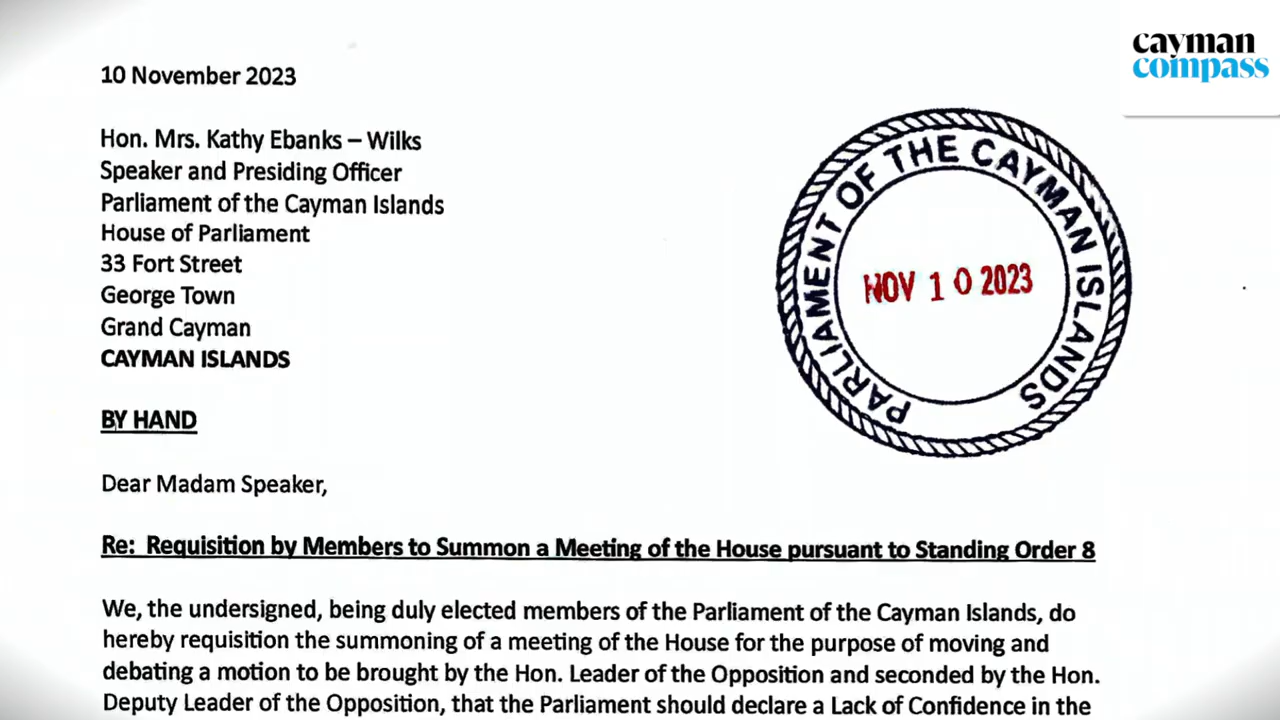 cayman
compass
10 November 2023
Hon. Mrs. Kathy Ebanks – Wilks
Speaker and Presiding Officer
Parliament of the Cayman Islands
House of Parliament
33 Fort Street
George Town
Grand Cayman
CAYMAN ISLANDS
PARLIAMENT OF THE CAYMAN ISLANDS
NOV 10 2023
BY HAND
Dear Madam Speaker,
Re: Requisition by Members to Summon a Meeting of the House pursuant to Standing Order 8
We, the undersigned, being duly elected members of the Parliament of the Cayman Islands, do
hereby requisition the summoning of a meeting of the House for the purpose of moving and
debating a motion to be brought by the Hon. Leader of the Opposition and seconded by the Hon.
Deputy Leader of the Opposition, that the Parliament should declare a Lack of Confidence in the